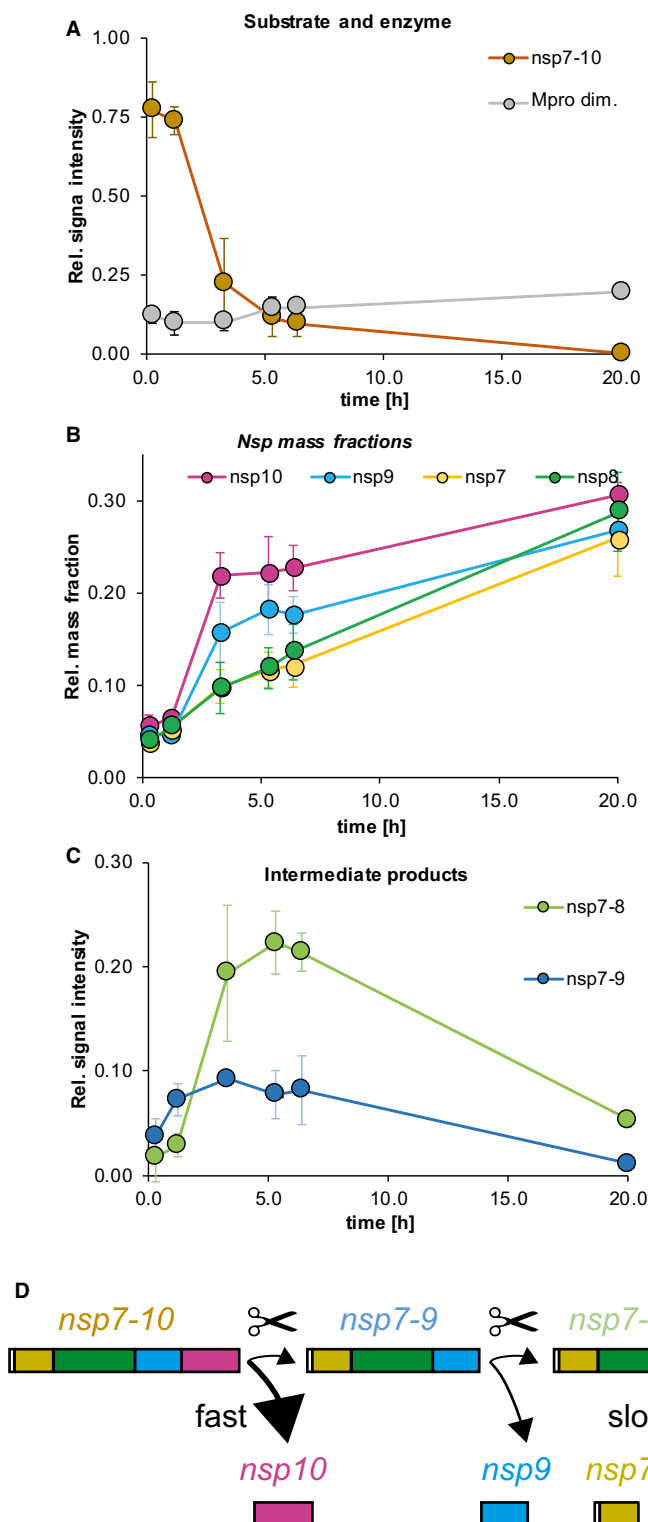 A
Substrate and enzyme
1.00
0.75
0.50
0.25
0.00
Rel. signa intensity
nsp7-10
Mpro dim.
0.0
5.0
10.0
15.0
20.0
time [h]
B
Nsp mass fractions
nsp10
nsp9
nsp7
nsp8
0.30
0.20
0.10
0.00
Rel. mass fraction
0.0
5.0
10.0
15.0
20.0
time [h]
C
Intermediate products
0.30
0.20
0.10
0.00
Rel. signal intensity
nsp7-8
nsp7-9
0.0
5.0
10.0
15.0
20.0
time [h]
D
nsp7-10
nsp7-9
nsp7-
fast
slo
nsp10
nsp9
nsp7